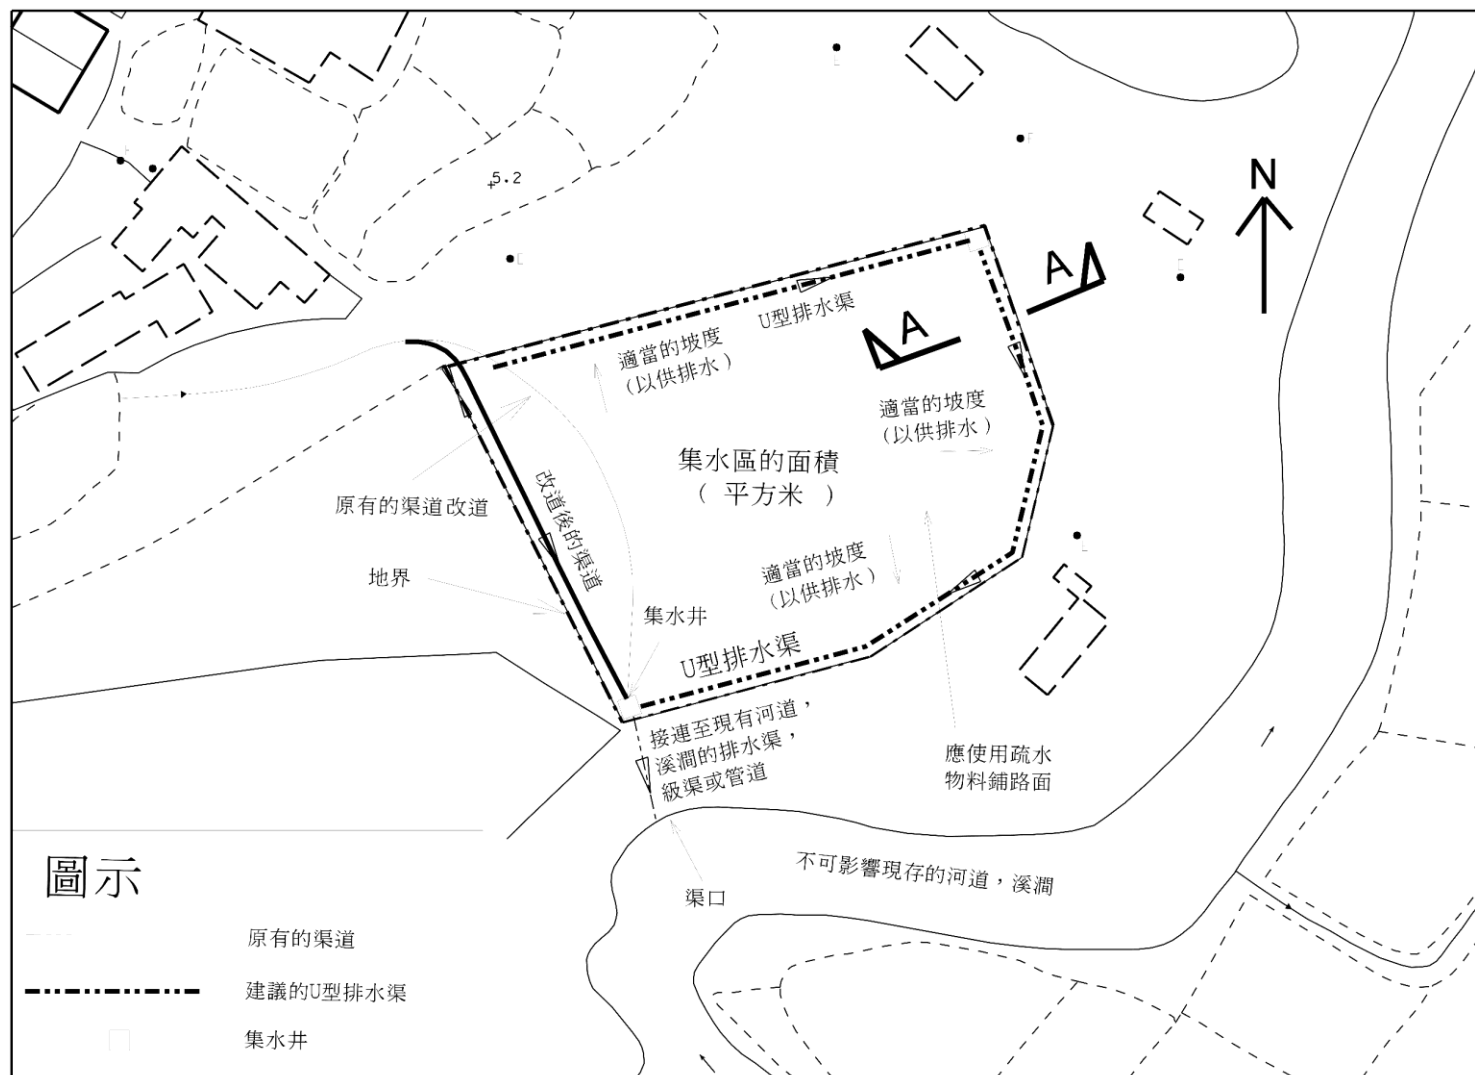 5.2
N
A
A
U型排水渠
適當的坡度
(以供排水)
適當的坡度
(以供排水)
集水區的面積
( 平方米 )
原有的渠道改道
改道後的渠道
地界
適當的坡度
(以供排水)
集水井
U型排水渠
接連至現有河道，
溪澗的排水渠，
級渠或管道
應使用疏水
物料鋪路面
不可影響現存的河道，溪澗
渠口
圖示
原有的渠道
建議的U型排水渠
集水井